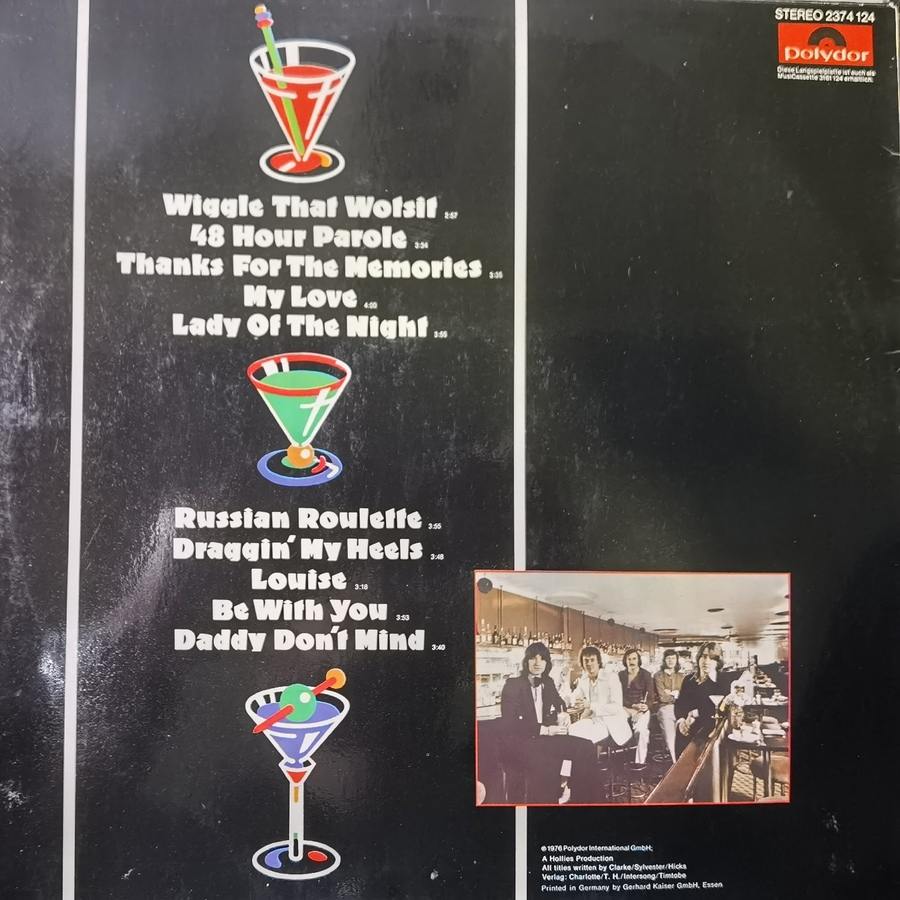 STEREO 2374 124
polydor
Diese Langspielplatte ist auch als
MusiCassette 3161 124 erhältlich.
Wiggle That Wotsit 2:57
48 Hour Parole 3:34
Thanks For The Memories 3:35
My Love 4:00
Lady Of The Night 3:55
Russian Roulette 3:55
Draggin' My Heels 3:48
Louise 3:18
Be With You 3:53
Daddy Don't Mind 3:40
℗ 1976 Polydor International GmbH;
A Hollies Production
All titles written by Clarke/Sylvester/Hicks
Verlag: Charlotte/T. H./Intersong/Timtobe
Printed in Germany by Gerhard Kaiser GmbH, Essen